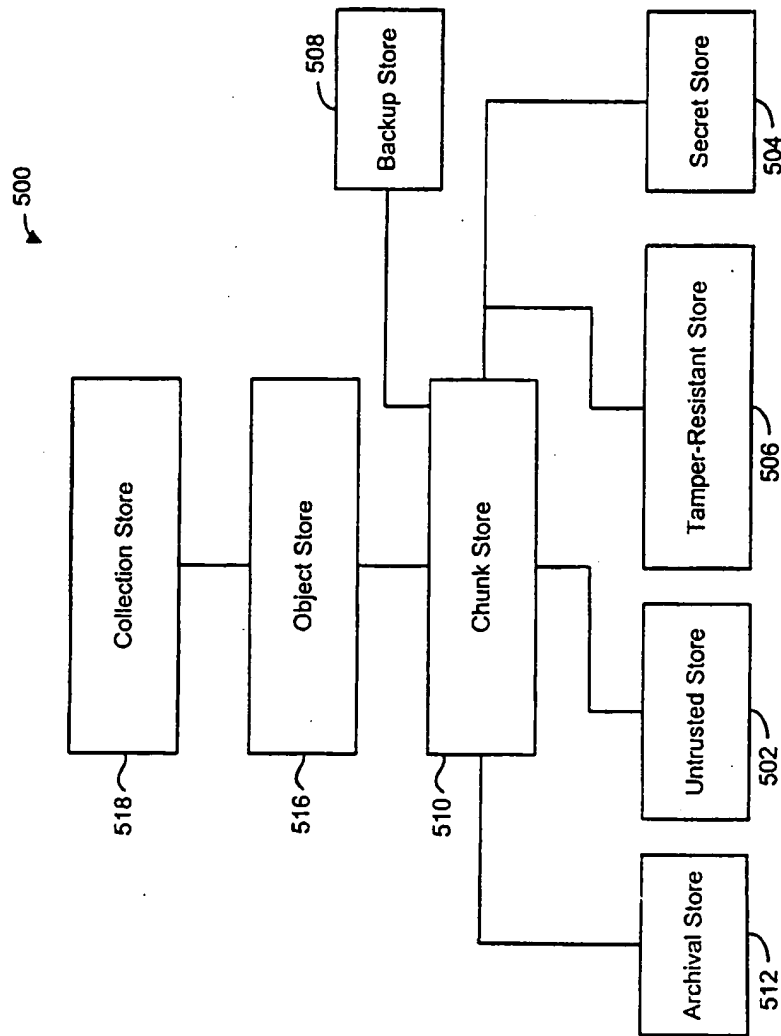 500
Collection Store
518
Object Store
516
Backup Store
508
Chunk Store
510
Archival Store
512
Untrusted Store
502
Tamper-Resistant Store
506
Secret Store
504